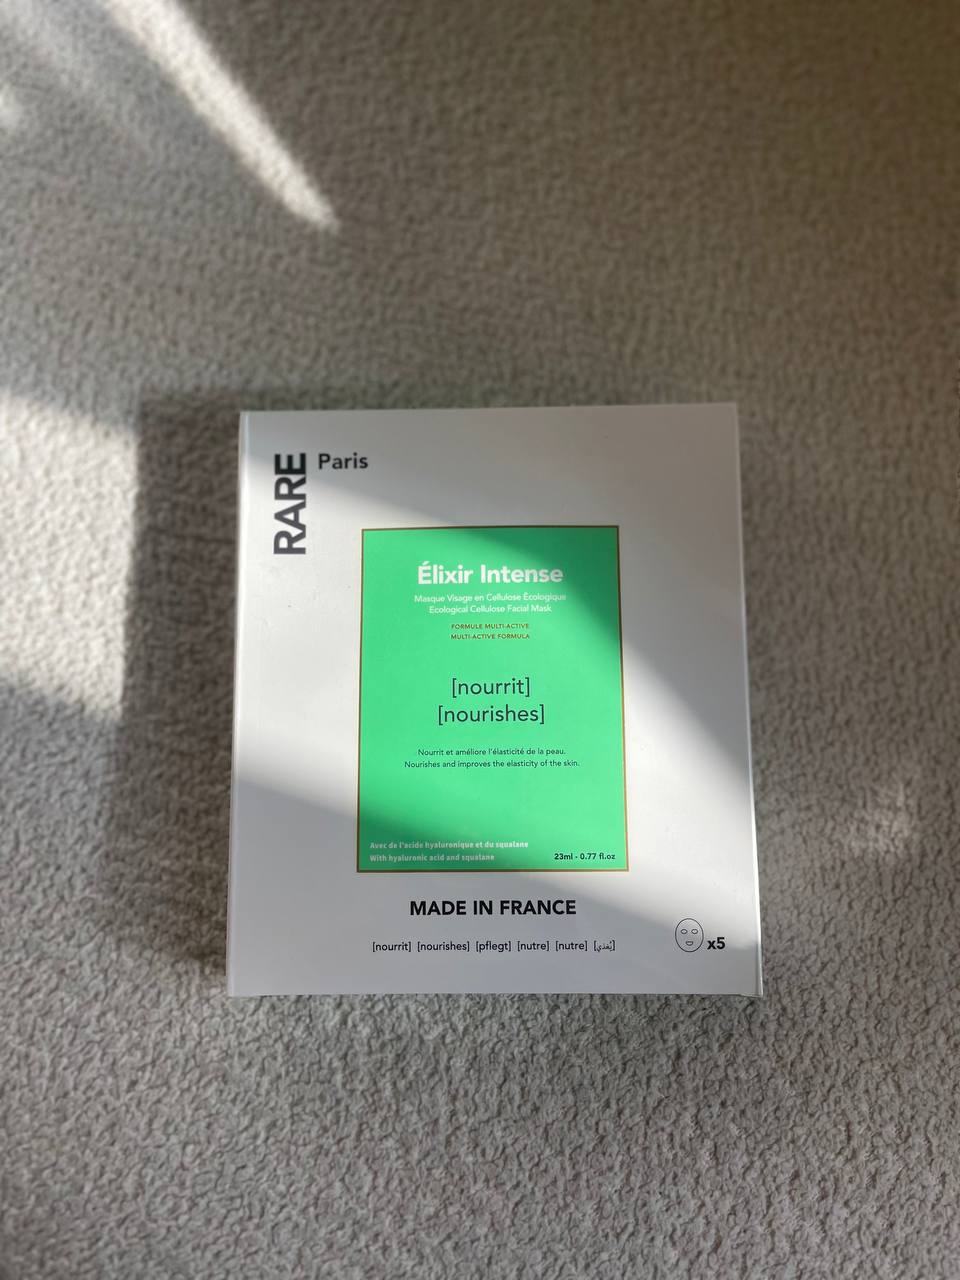 RARE Paris
Élixir Intense
Masque Visage en Cellulose Écologique
Ecological Cellulose Facial Mask
FORMULE MULTI-ACTIVE
MULTI-ACTIVE FORMULA
[nourrit]
[nourishes]
Nourrit et améliore l'élasticité de la peau.
Nourishes and improves the elasticity of the skin.
Avec de l'acide hyaluronique et du squalane
With hyaluronic acid and squalane
23ml - 0.77 fl.oz
MADE IN FRANCE
[nourrit] [nourishes] [pflegt] [nutre] [nutre] [يُغذي]
x5